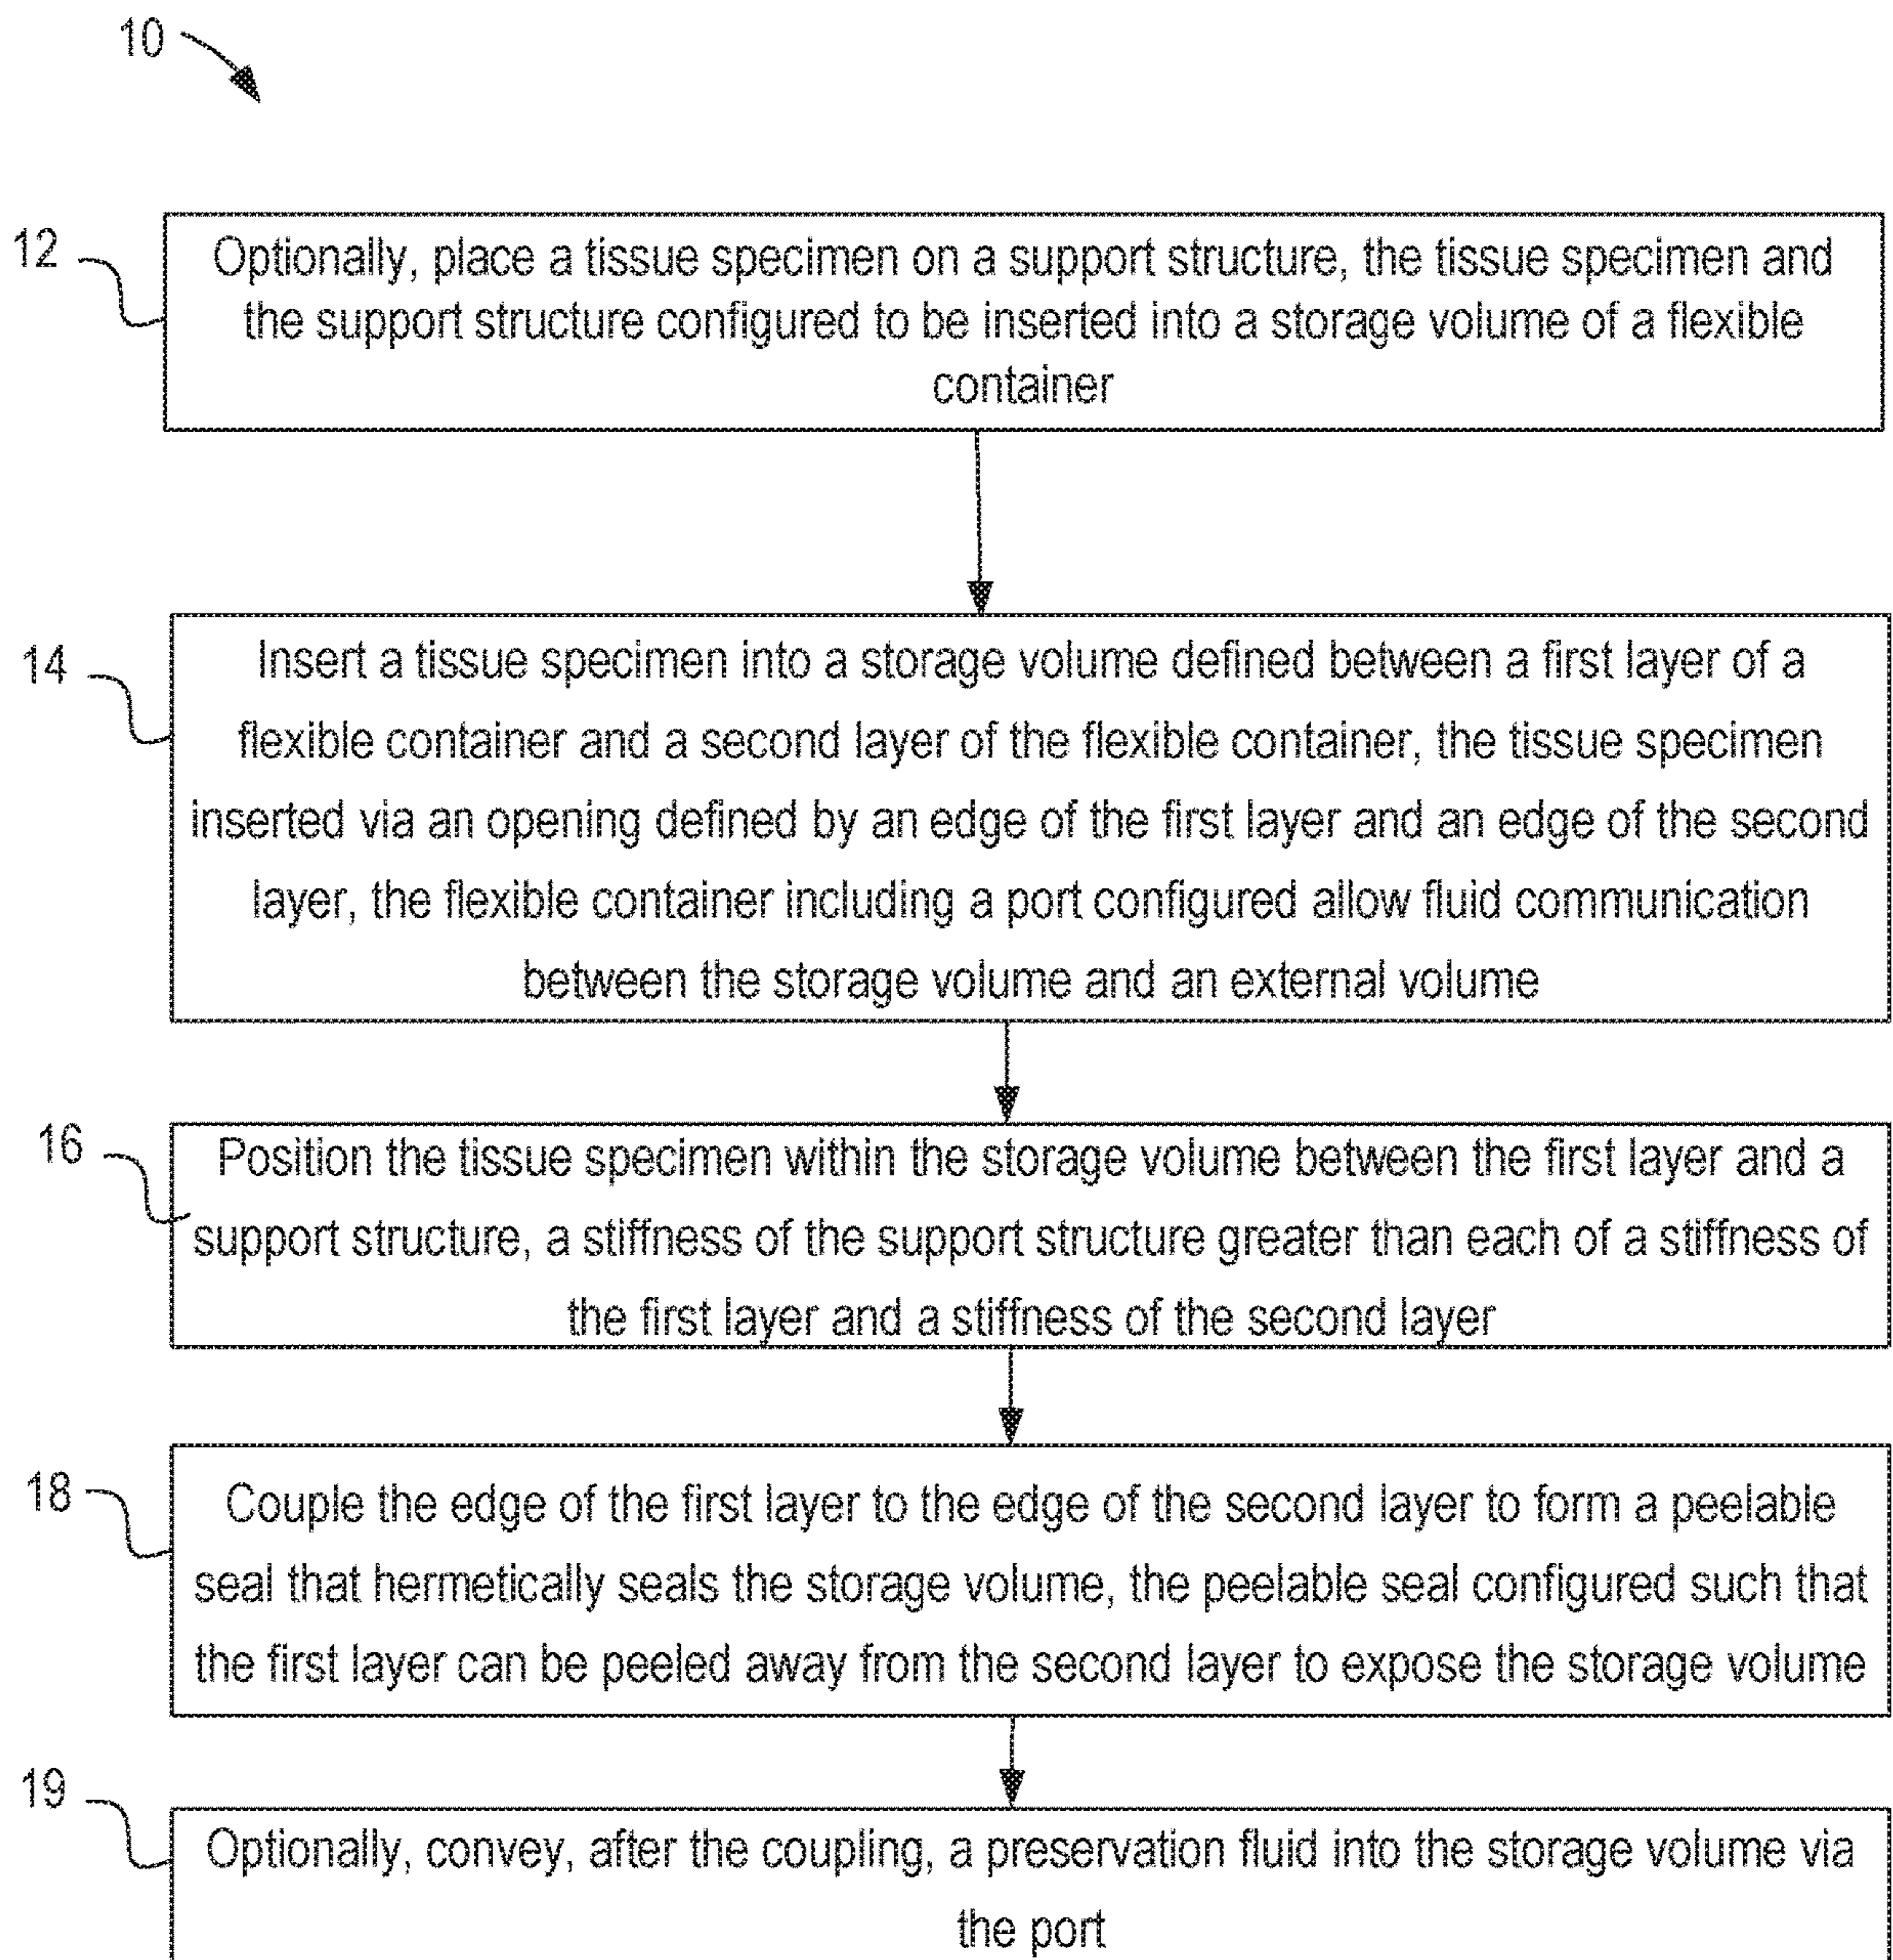 10
12
Optionally, place a tissue specimen on a support structure, the tissue specimen and
the support structure configured to be inserted into a storage volume of a flexible
container
14
Insert a tissue specimen into a storage volume defined between a first layer of a
flexible container and a second layer of the flexible container, the tissue specimen
inserted via an opening defined by an edge of the first layer and an edge of the second
layer, the flexible container including a port configured allow fluid communication
between the storage volume and an external volume
16
Position the tissue specimen within the storage volume between the first layer and a
support structure, a stiffness of the support structure greater than each of a stiffness of
the first layer and a stiffness of the second layer
18
Couple the edge of the first layer to the edge of the second layer to form a peelable
seal that hermetically seals the storage volume, the peelable seal configured such that
the first layer can be peeled away from the second layer to expose the storage volume
19
Optionally, convey, after the coupling, a preservation fluid into the storage volume via
the port